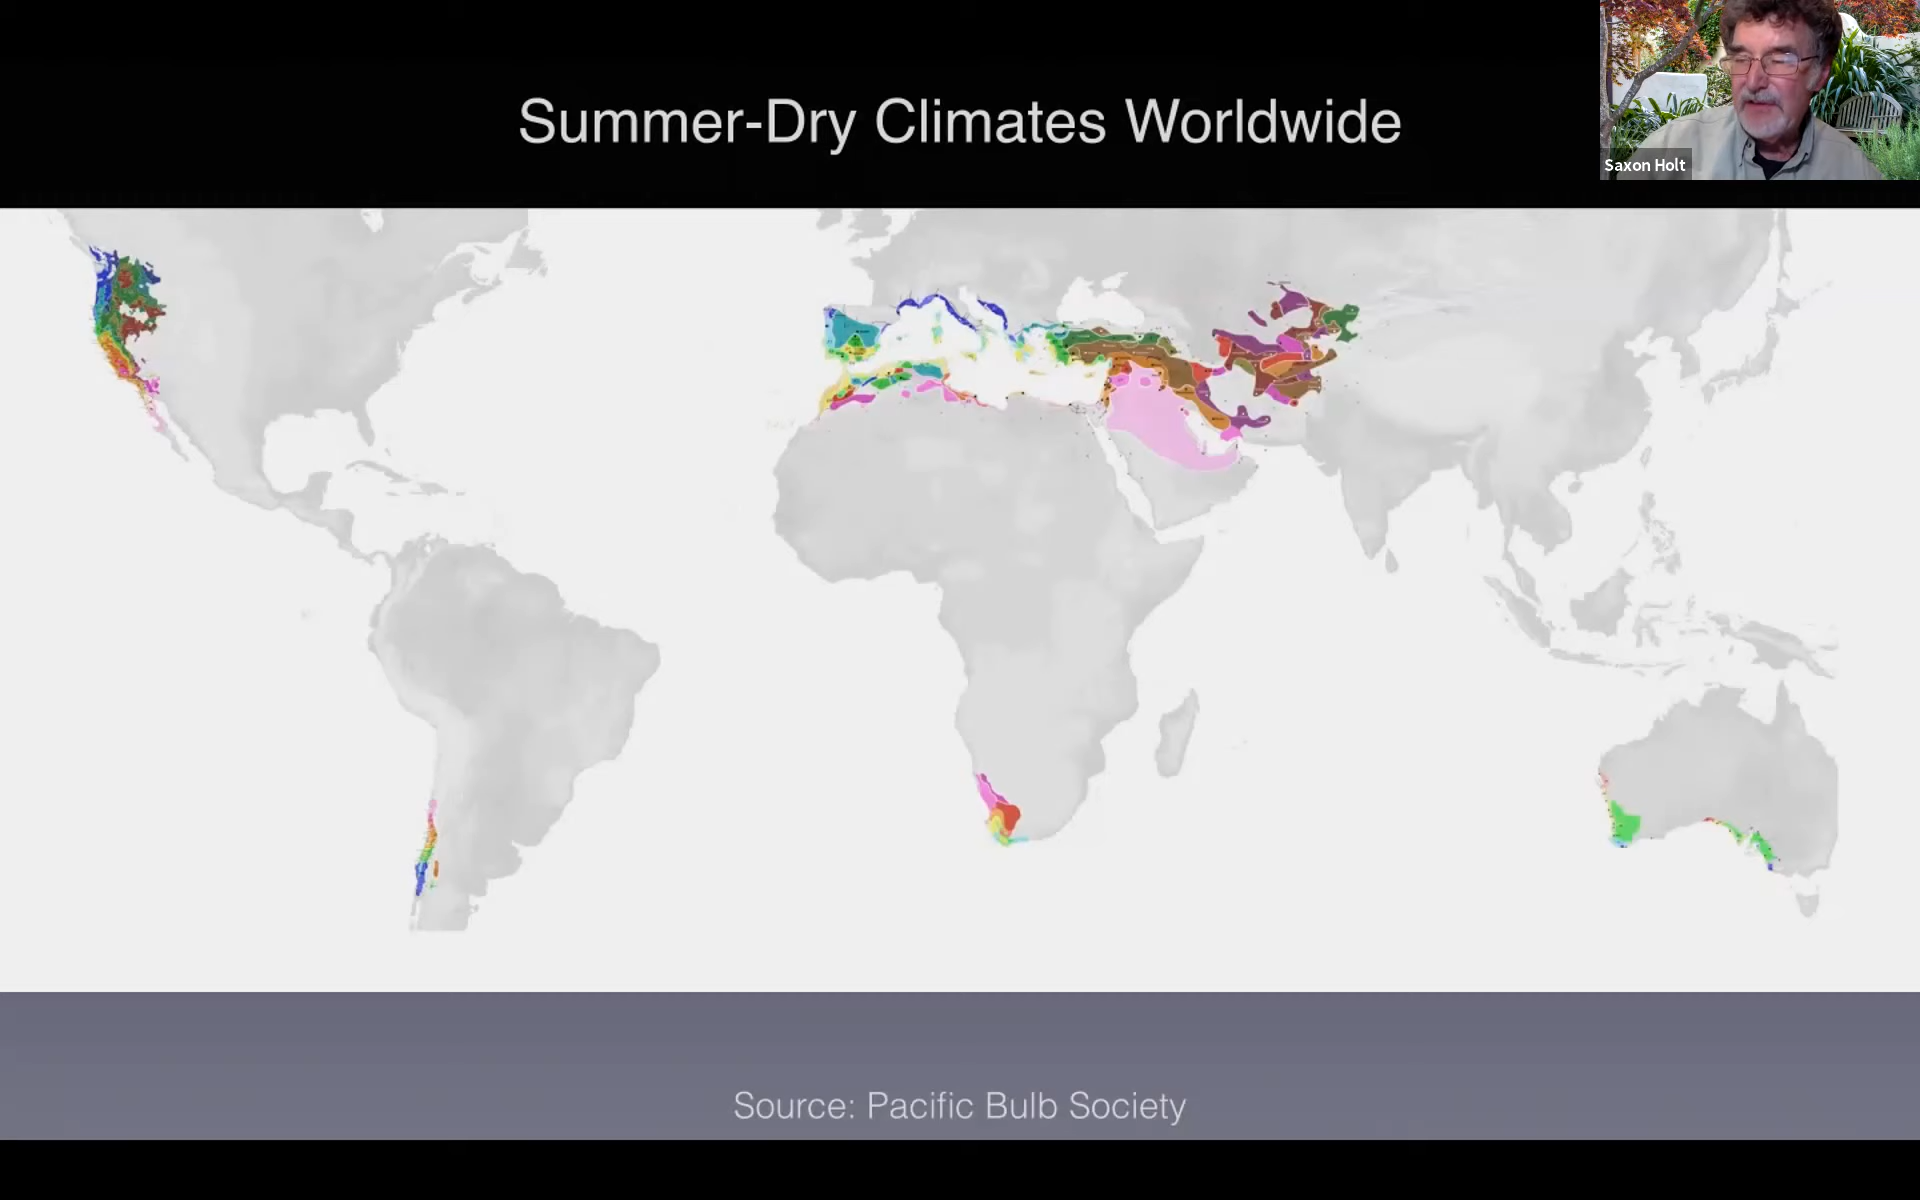 Summer-Dry Climates Worldwide
Saxon Holt
Source: Pacific Bulb Society